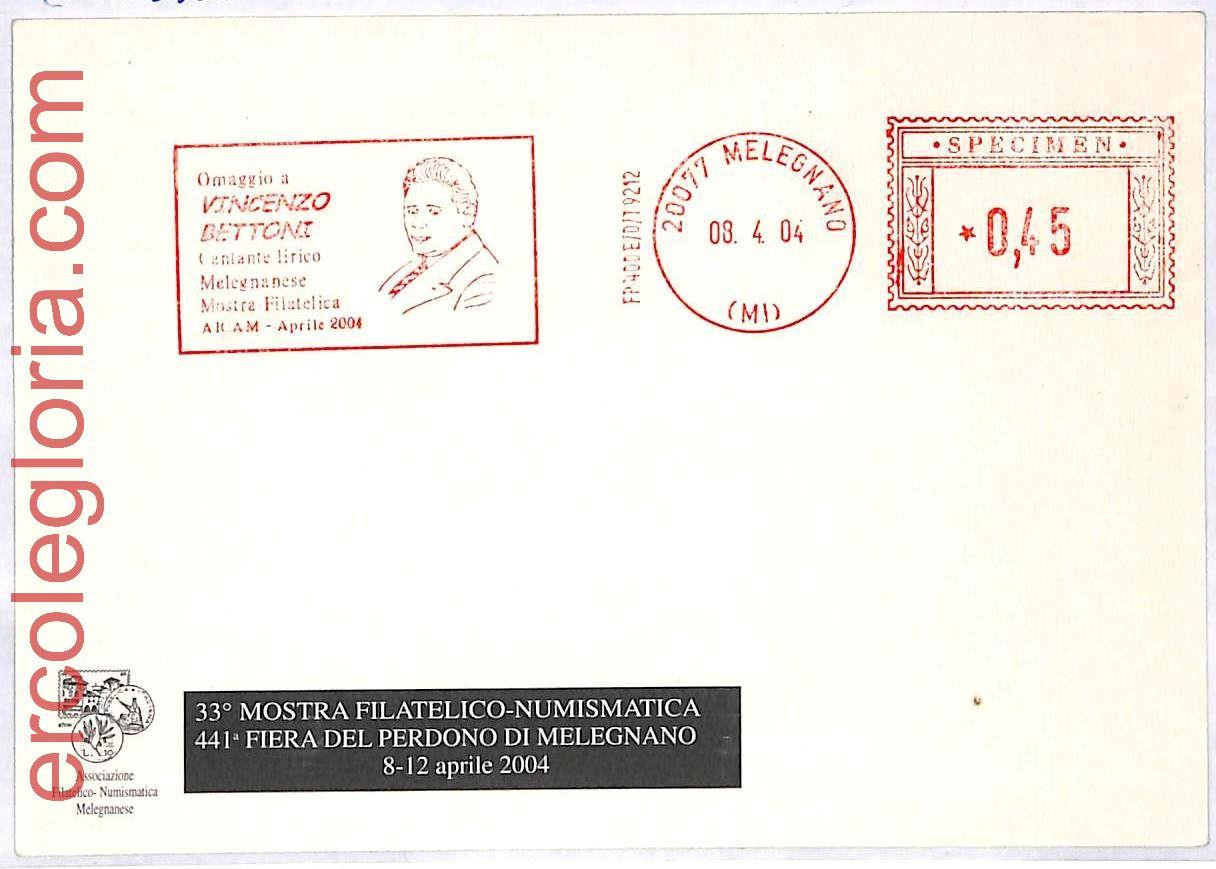 ercolegloria.com
Omaggio a
VINCENZO
BETTONI
Cantante lirico
Melegnanese
Mostra Filatelica
AICAM - Aprile 2004
FP400E/D/T9212
20077 MELEGNANO
08. 4. 04
(MI)
• SPECIMEN •
* 0,45
L. 10
Associazione
Filatelico- Numismatica
Melegnanese
33° MOSTRA FILATELICO-NUMISMATICA
441ª FIERA DEL PERDONO DI MELEGNANO
8-12 aprile 2004